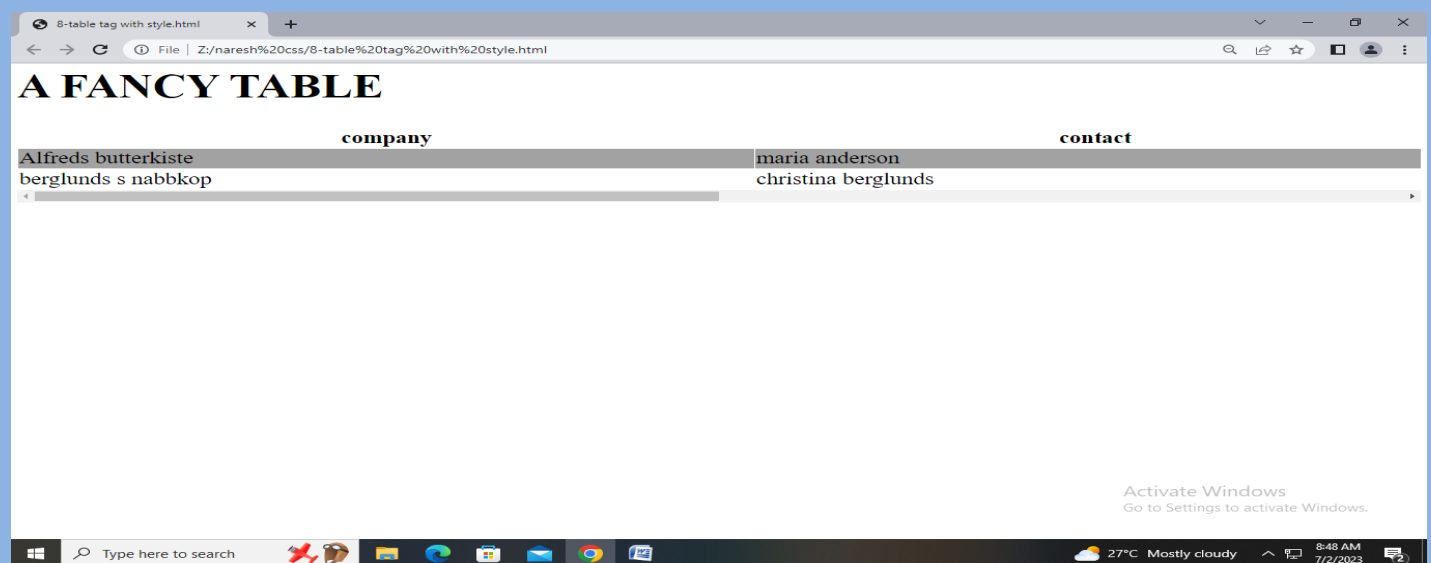 8-table tag with style.html
File | Z:/naresh%20css/8-table%20tag%20with%20style.html
A FANCY TABLE
company contact
Alfreds butterkiste maria anderson
berglunds s nabbkop christina berglunds
Activate Windows
Go to Settings to activate Windows.
Type here to search 27°C Mostly cloudy 8:48 AM
7/2/2023 2